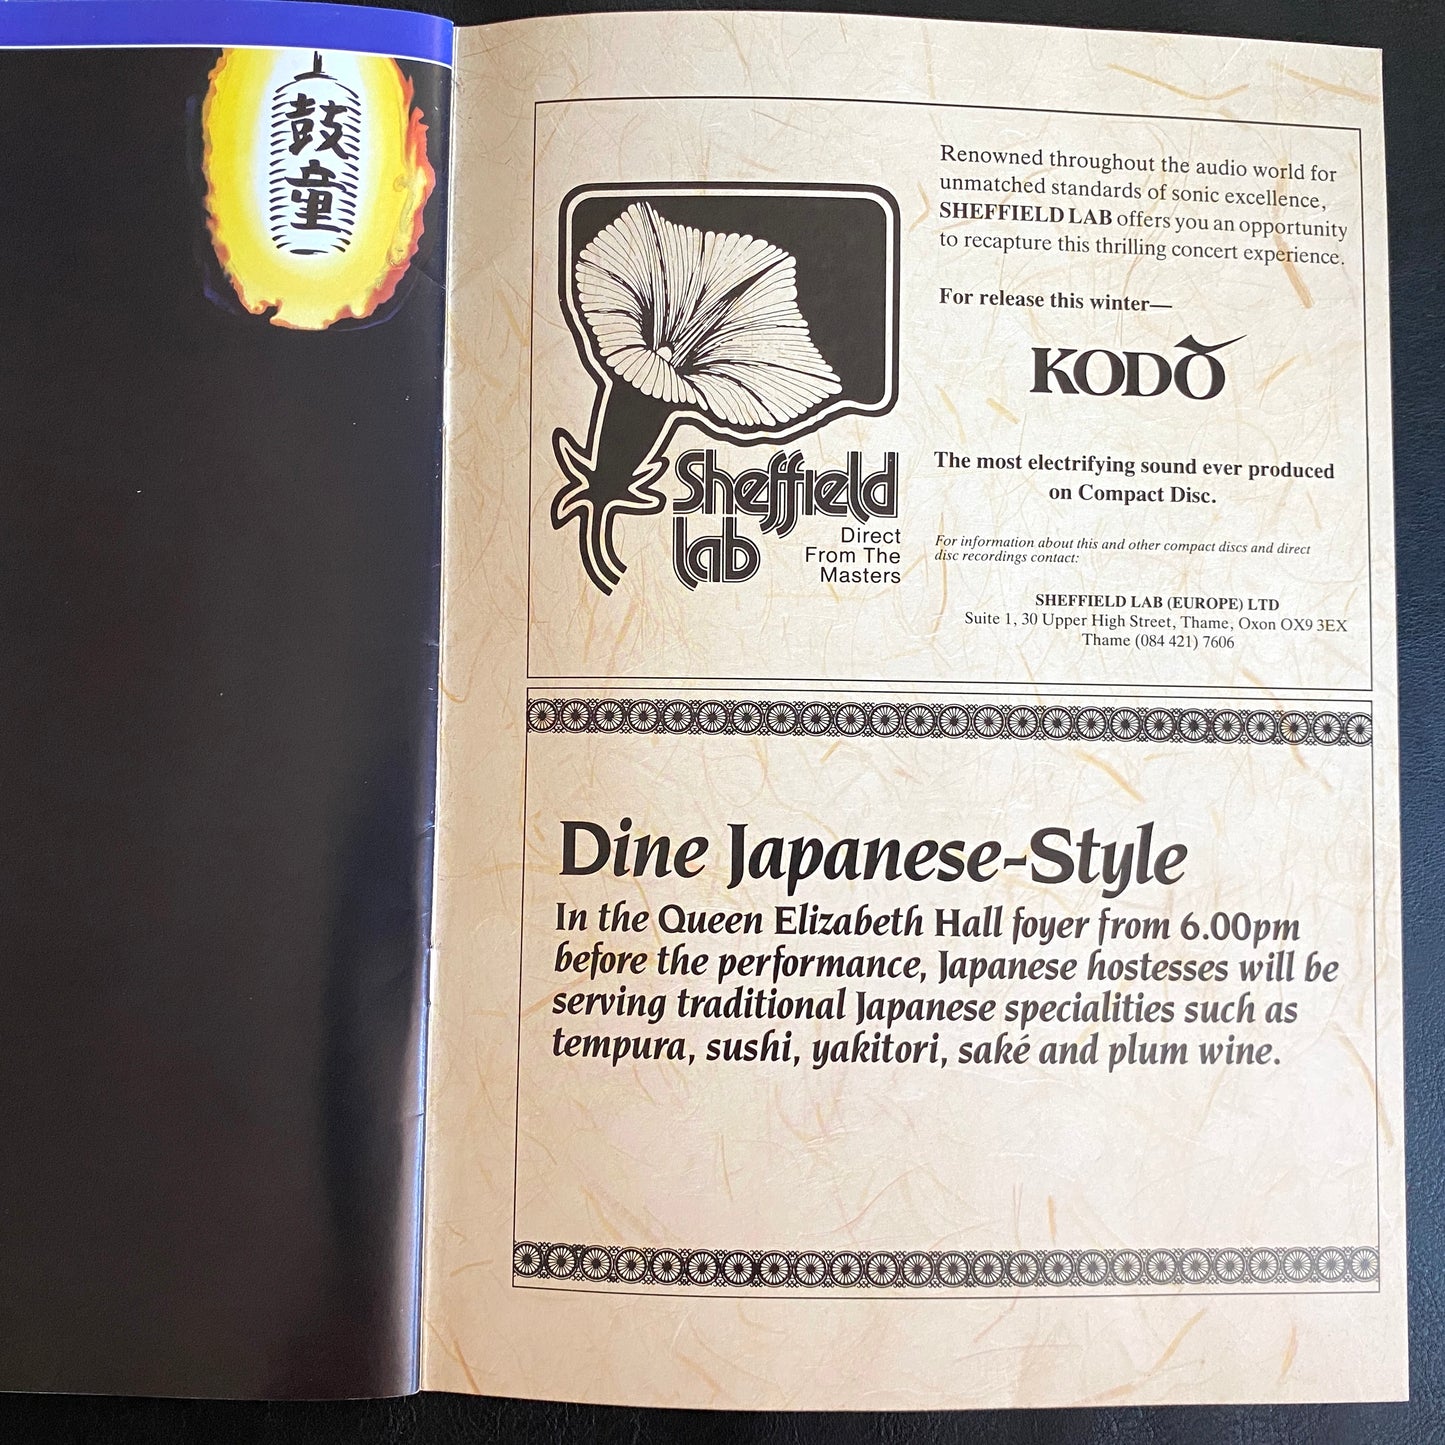 鼓
童
Renowned throughout the audio world for
unmatched standards of sonic excellence,
SHEFFIELD LAB offers you an opportunity
to recapture this thrilling concert experience.
For release this winter—
KODŌ
The most electrifying sound ever produced
on Compact Disc.
For information about this and other compact discs and direct
disc recordings contact:
SHEFFIELD LAB (EUROPE) LTD
Suite 1, 30 Upper High Street, Thame, Oxon OX9 3EX
Thame (084 421) 7606
Sheffield
lab
Direct
From The
Masters
Dine Japanese-Style
In the Queen Elizabeth Hall foyer from 6.00pm
before the performance, Japanese hostesses will be
serving traditional Japanese specialities such as
tempura, sushi, yakitori, saké and plum wine.